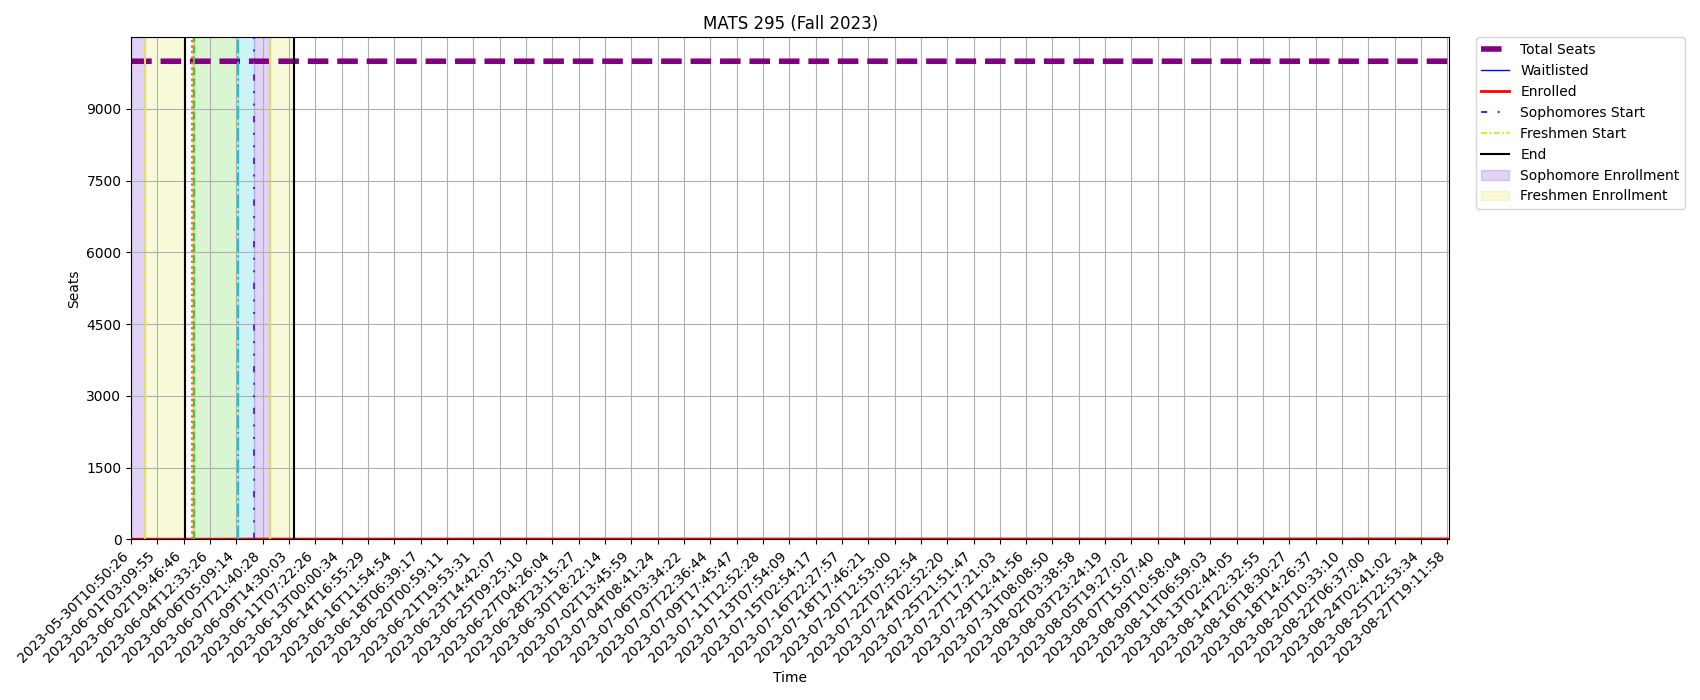 MATS 295 (Fall 2023)
Total Seats
Waitlisted
Enrolled
Sophomores Start
Freshmen Start
End
Sophomore Enrollment
Freshmen Enrollment
Seats
9000
7500
6000
4500
3000
1500
0
2023-05-30T10:50:26
2023-06-01T03:09:55
2023-06-02T19:46:46
2023-06-04T12:33:26
2023-06-06T05:09:14
2023-06-07T21:40:28
2023-06-09T14:30:03
2023-06-11T07:22:26
2023-06-13T00:00:34
2023-06-14T16:55:29
2023-06-16T11:54:54
2023-06-18T06:39:17
2023-06-20T00:59:11
2023-06-21T19:53:31
2023-06-23T14:42:07
2023-06-25T09:25:10
2023-06-27T04:26:04
2023-06-28T23:15:27
2023-06-30T18:22:14
2023-07-02T13:45:59
2023-07-04T08:41:24
2023-07-06T03:34:22
2023-07-07T22:36:44
2023-07-09T17:45:47
2023-07-11T12:52:28
2023-07-13T07:54:09
2023-07-15T02:54:17
2023-07-16T22:27:57
2023-07-18T17:46:21
2023-07-20T12:53:00
2023-07-22T07:52:54
2023-07-24T02:52:20
2023-07-25T21:51:47
2023-07-27T17:21:03
2023-07-29T12:41:56
2023-07-31T08:08:50
2023-08-02T03:38:58
2023-08-03T23:24:19
2023-08-05T19:27:02
2023-08-07T15:07:40
2023-08-09T10:58:04
2023-08-11T06:59:03
2023-08-13T02:44:05
2023-08-14T22:32:55
2023-08-16T18:30:27
2023-08-18T14:26:37
2023-08-20T10:33:10
2023-08-22T06:37:00
2023-08-24T02:41:02
2023-08-25T22:53:34
2023-08-27T19:11:58
Time